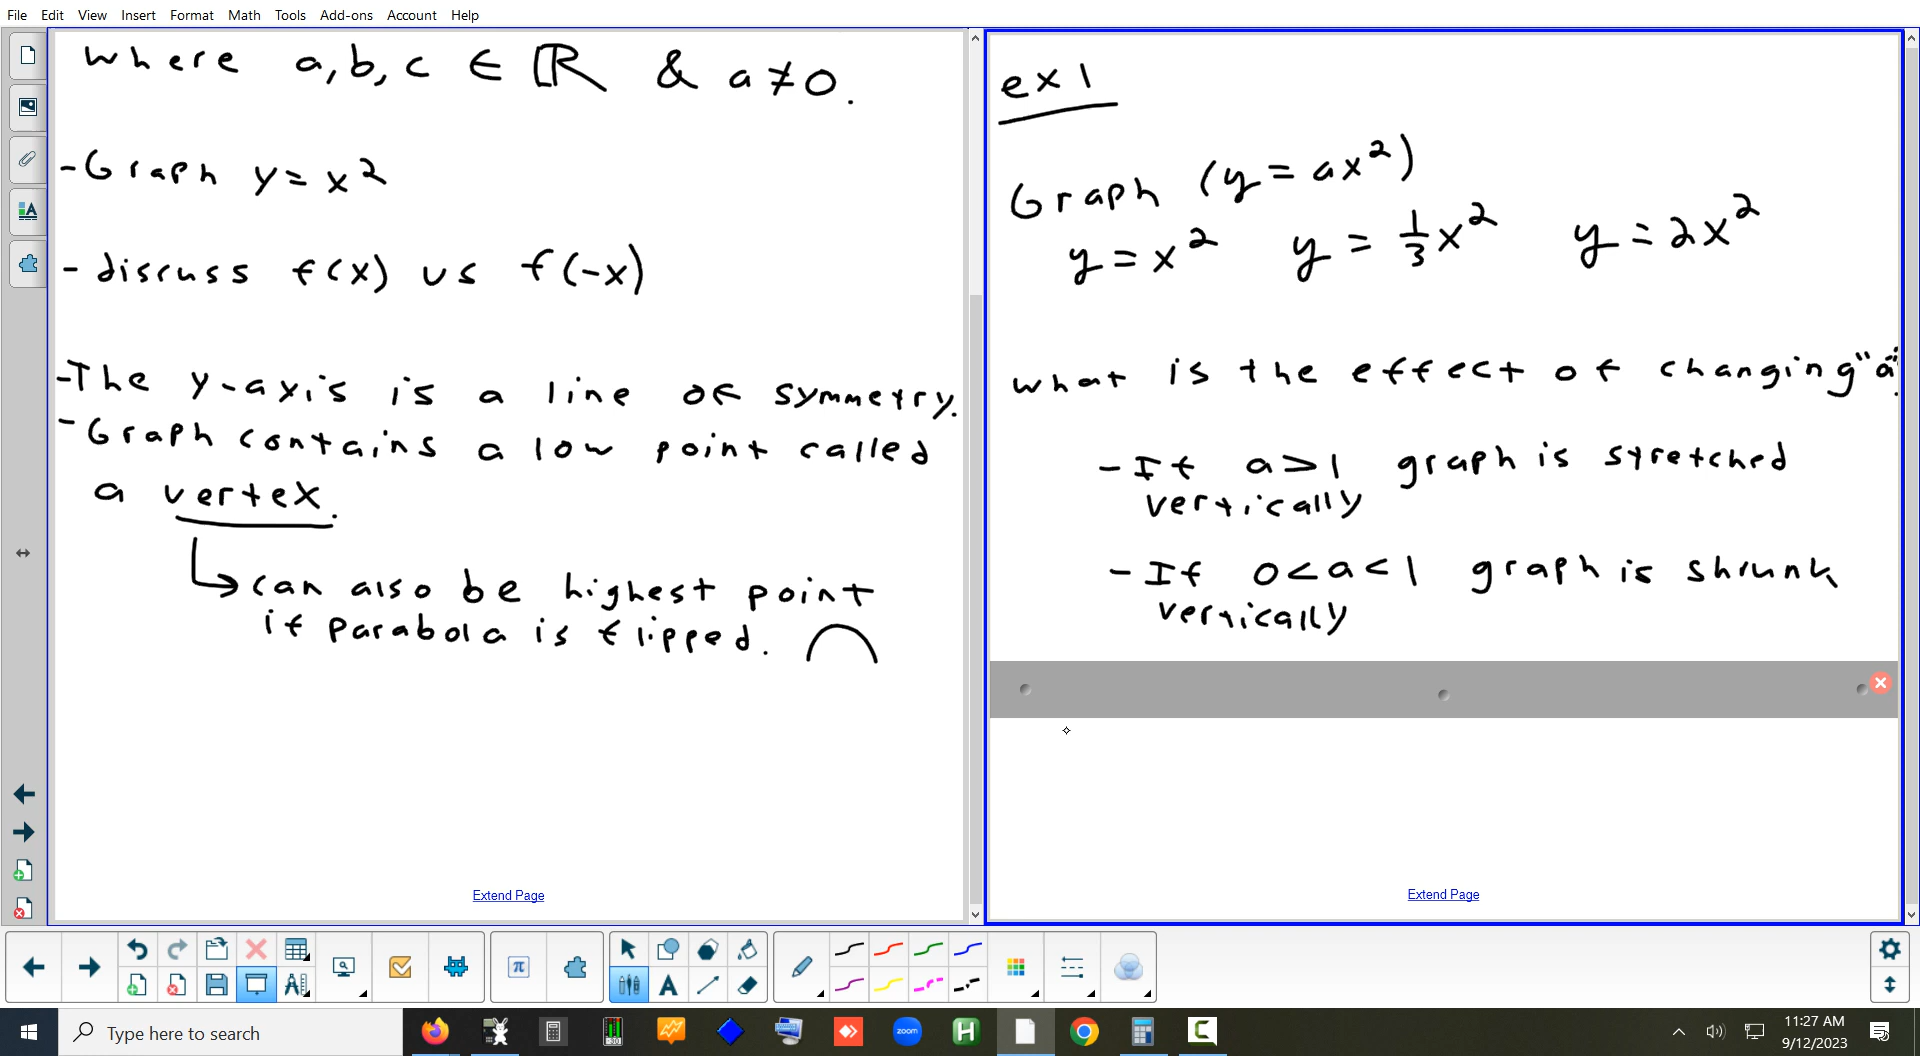 File Edit View Insert Format Math Tools Add-ons Account Help
where a, b, c ∈ ℝ & a ≠ 0.
- Graph y = x²
- discuss f(x) vs f(-x)
- The y-axis is a line of symmetry.
- Graph contains a low point called
a vertex.
can also be highest point
if parabola is flipped.
Extend Page
ex 1
Graph (y = ax²)
y = x² y = 1/3 x² y = 2x²
what is the effect of changing "a"?
- If a > 1 graph is stretched
vertically
- If 0 < a < 1 graph is shrunk
vertically
Extend Page
π
A
Type here to search
zoom
H
C
11:27 AM
9/12/2023